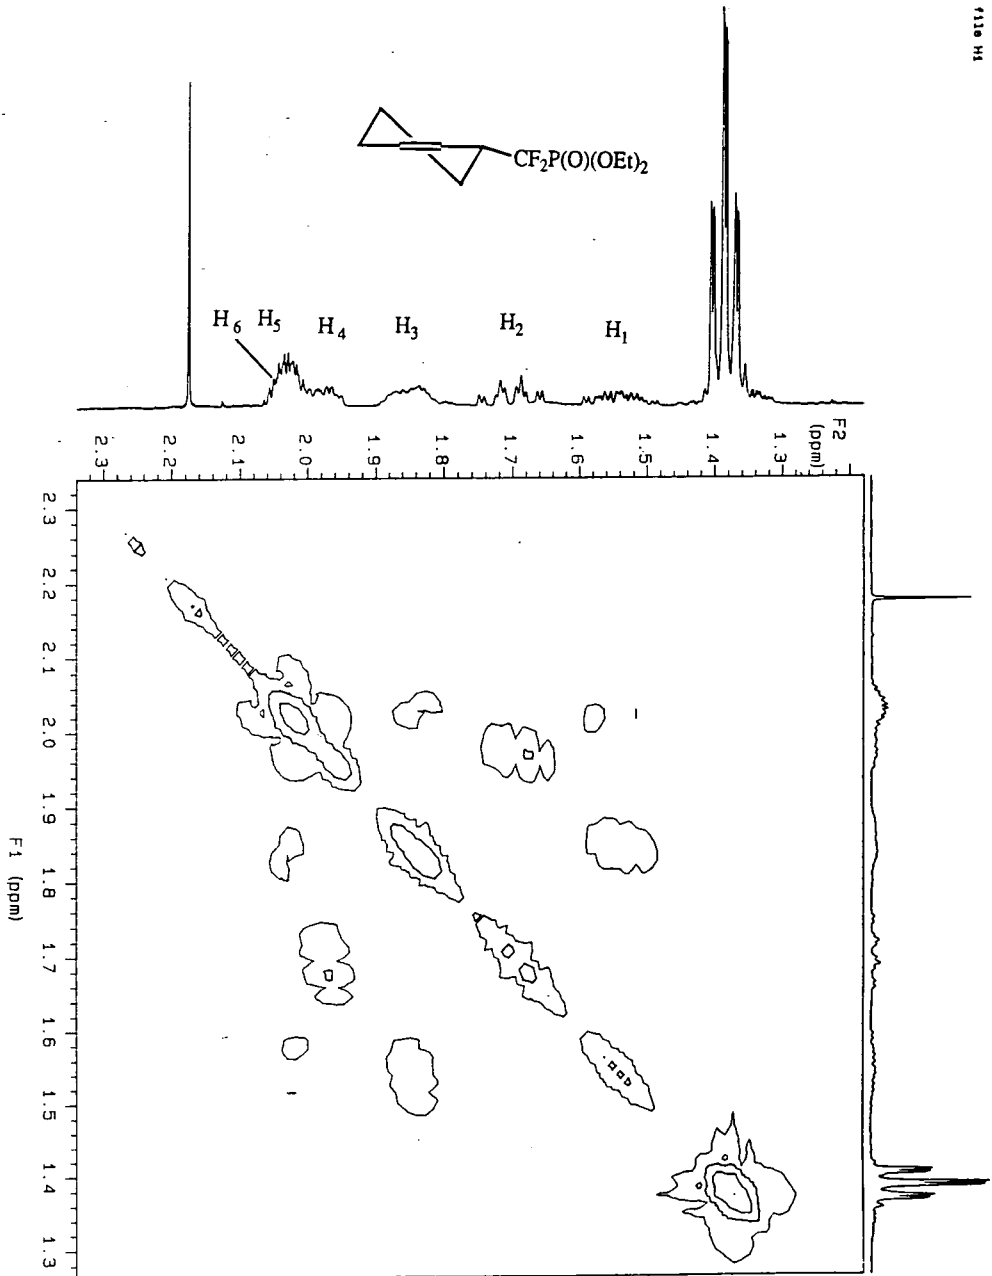 file H1
CF₂P(O)(OEt)₂
H₆ H₅ H₄ H₃ H₂ H₁
F2
(ppm)
2.3 2.2 2.1 2.0 1.9 1.8 1.7 1.6 1.5 1.4 1.3
2.3 2.2 2.1 2.0 1.9 1.8 1.7 1.6 1.5 1.4 1.3
F1 (ppm)